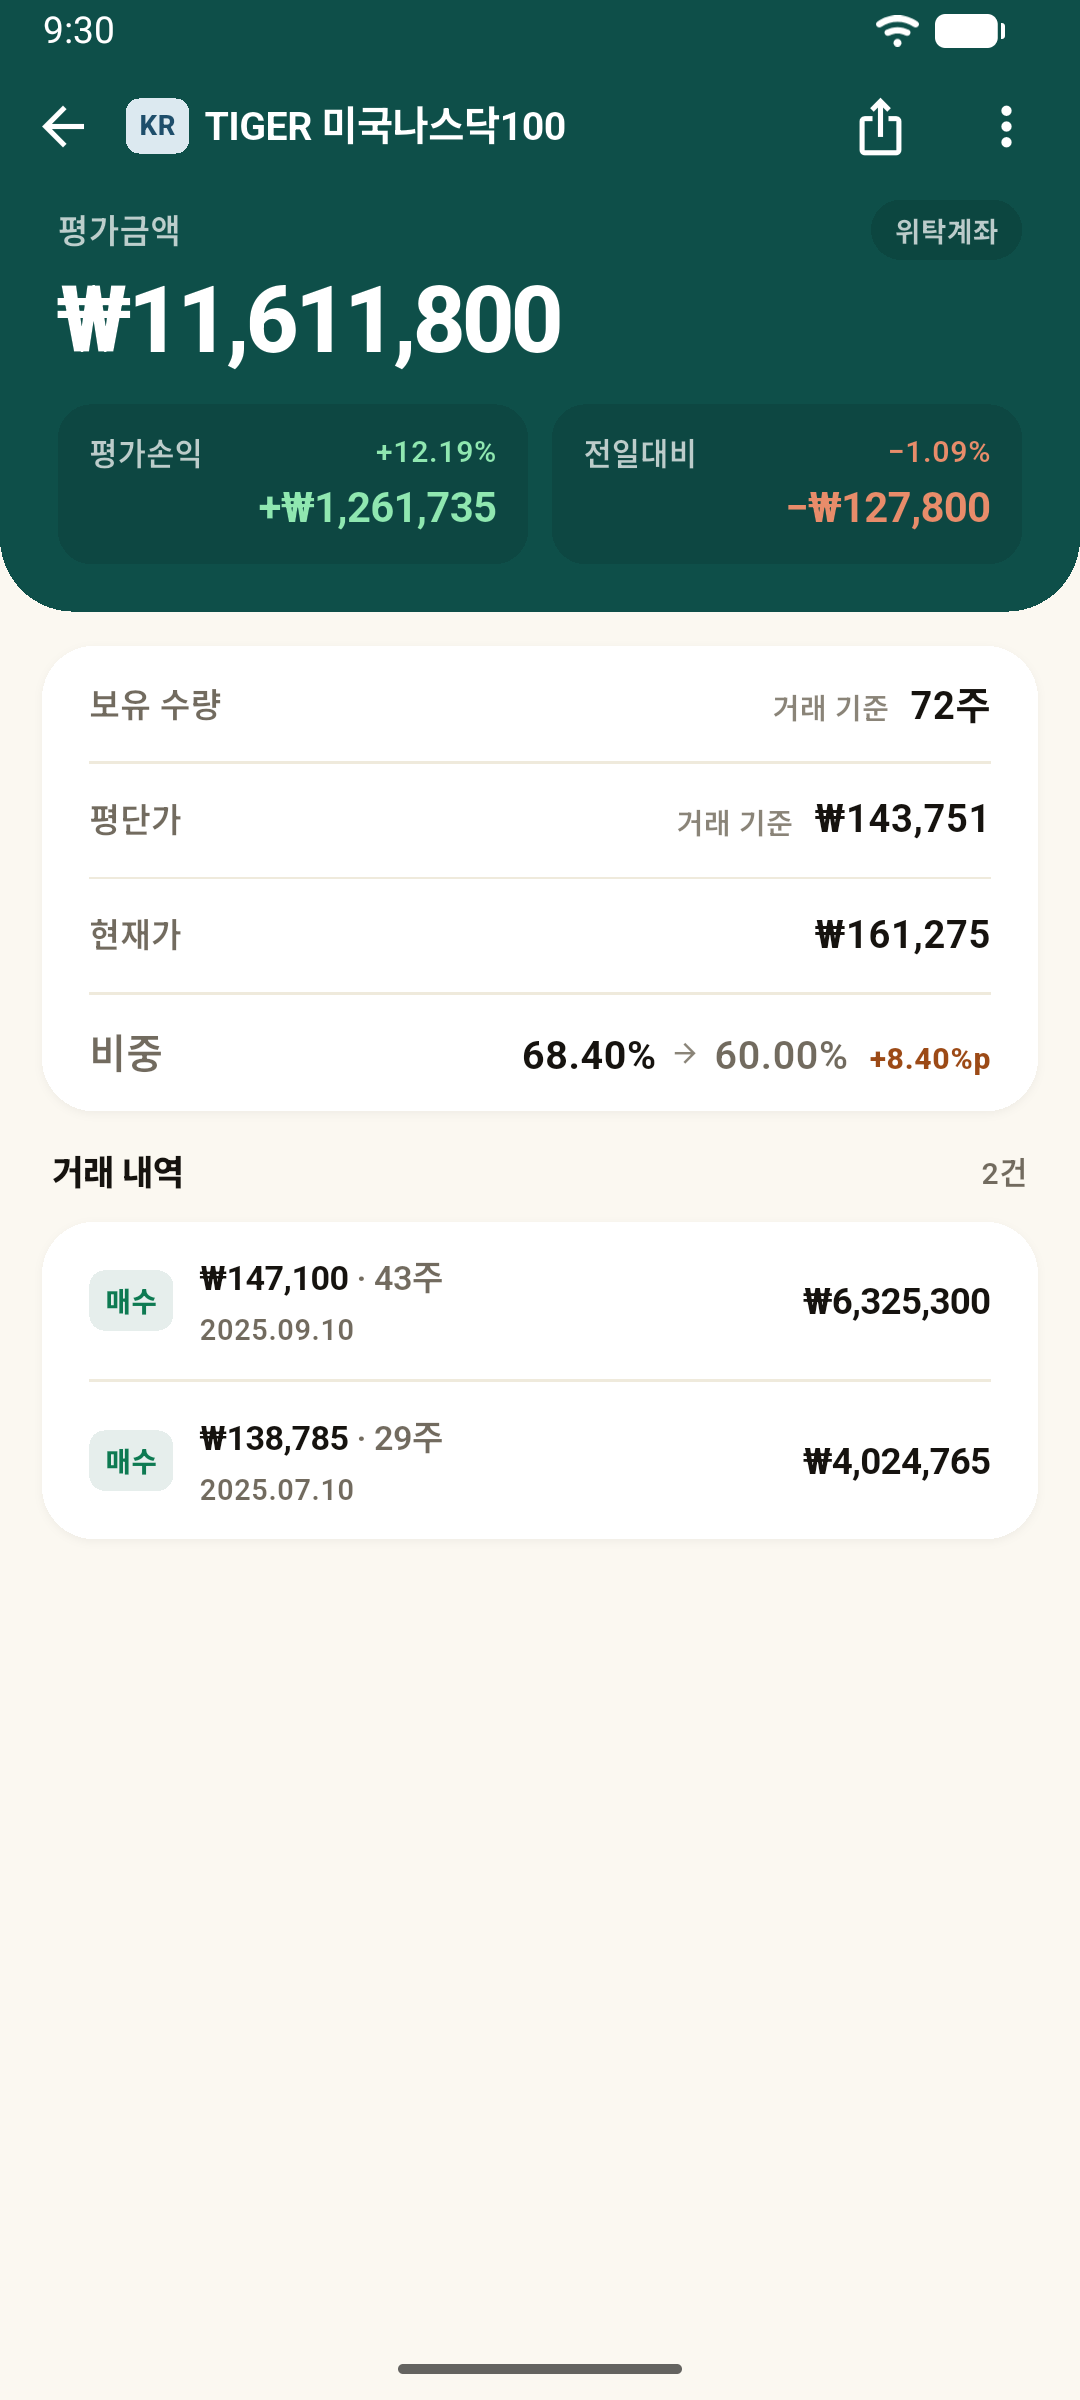 9:30
KR TIGER 미국나스닥100
평가금액 위탁계좌
₩11,611,800
평가손익 +12.19%
+₩1,261,735
전일대비 −1.09%
−₩127,800
보유 수량 거래 기준 72주
평단가 거래 기준 ₩143,751
현재가 ₩161,275
비중 68.40% → 60.00% +8.40%p
거래 내역 2건
매수 ₩147,100 · 43주 ₩6,325,300
2025.09.10
매수 ₩138,785 · 29주 ₩4,024,765
2025.07.10